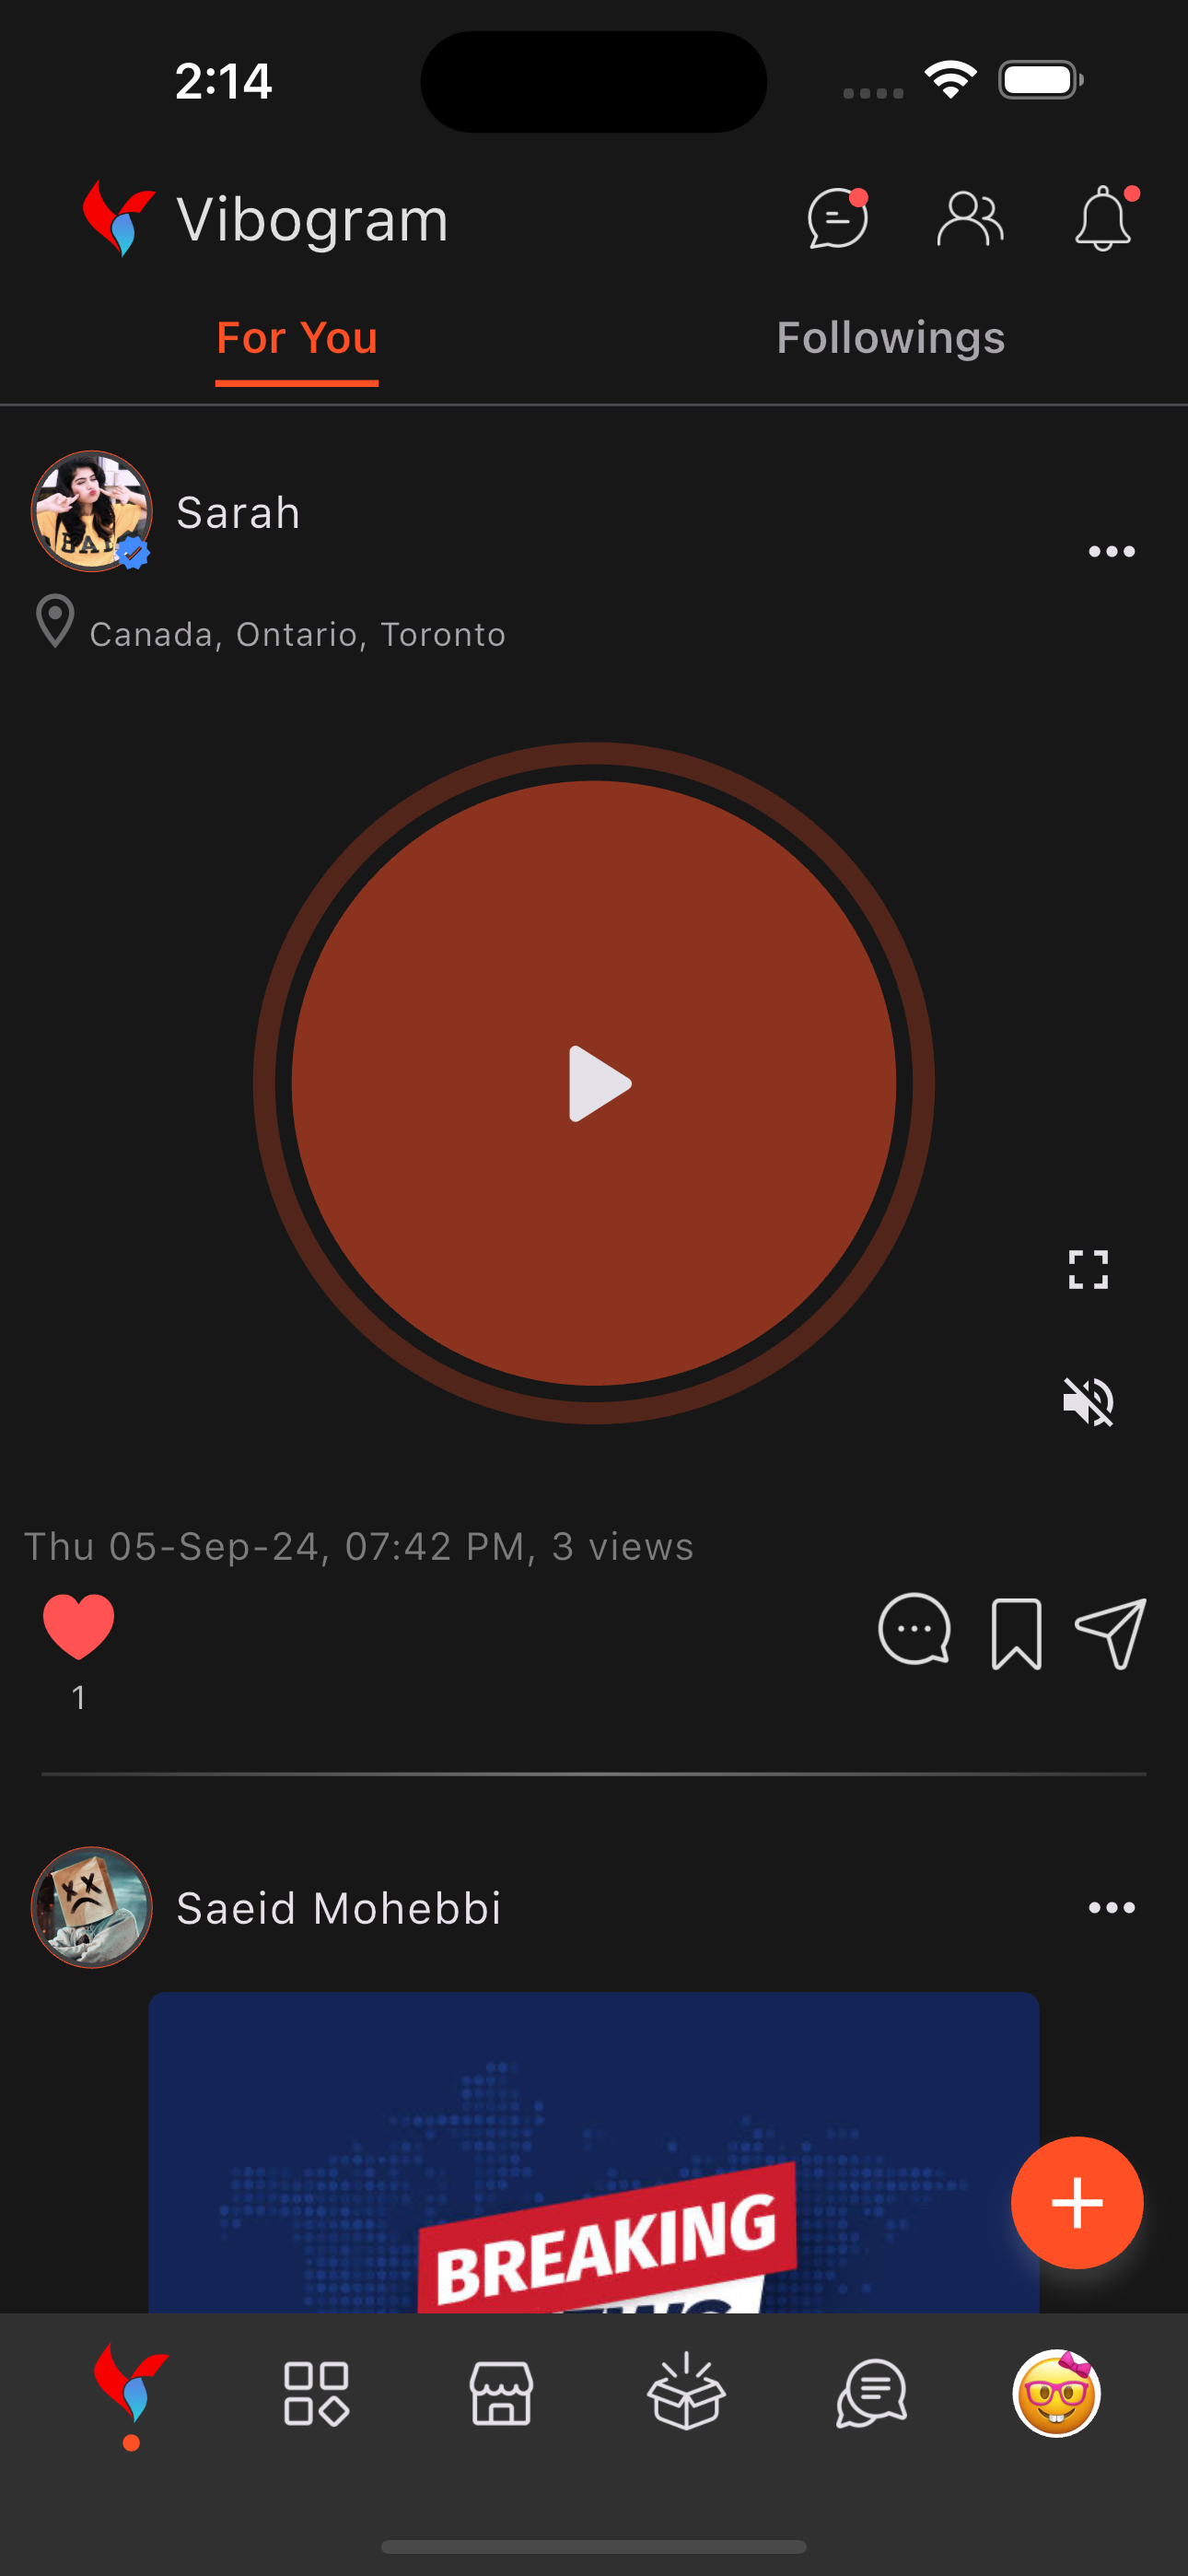 2:14
Vibogram
For You
Followings
Sarah
Canada, Ontario, Toronto
Thu 05-Sep-24, 07:42 PM, 3 views
1
Saeid Mohebbi
BREAKING